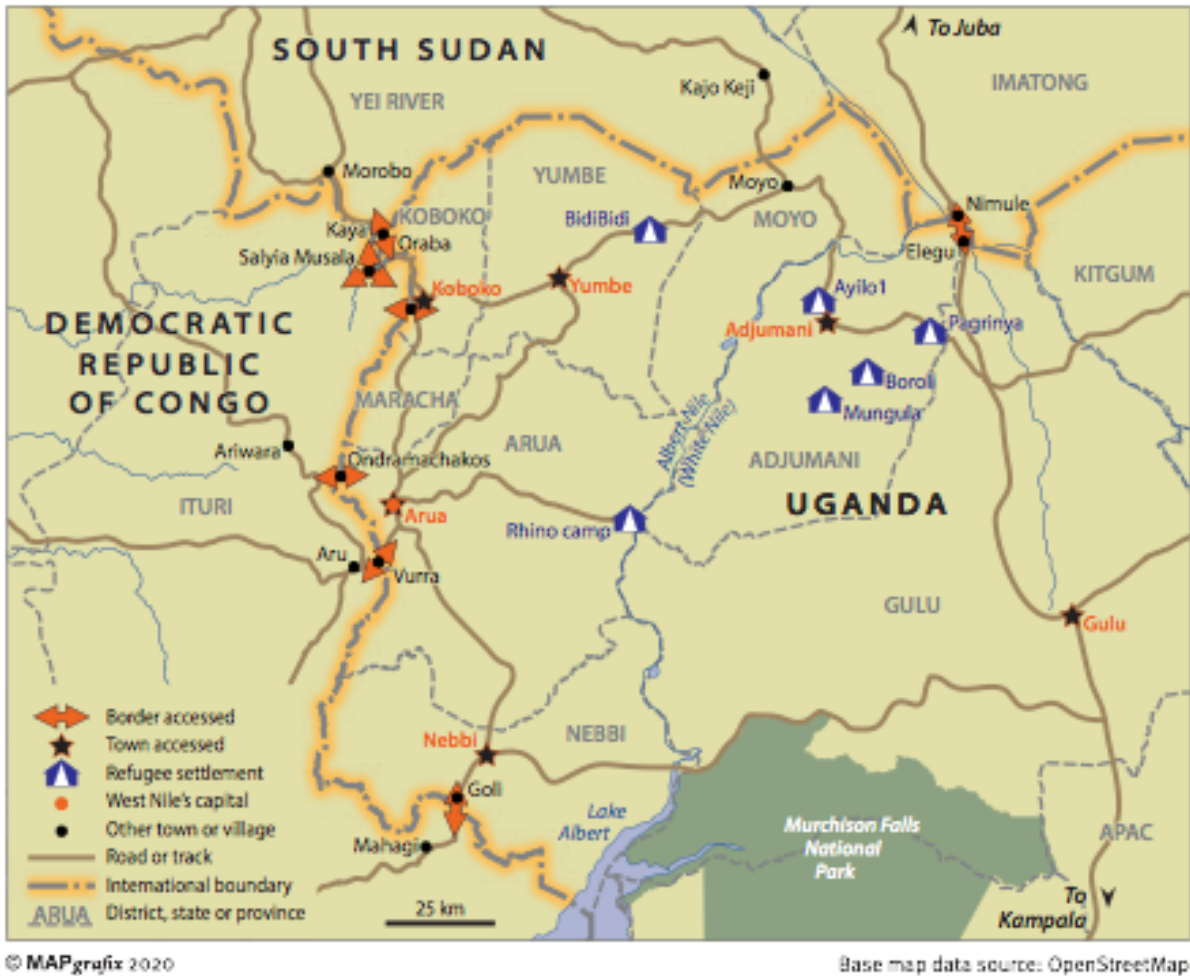 To Juba
SOUTH SUDAN
IMATONG
Kajo Keji
YEI RIVER
Morobo
YUMBE
Moyo
Nimule
KOBOKO
BidiBidi
MOYO
Kaya
Oraba
Elegu
Salyia Musala
KITGUM
Koboko
Yumbe
Ayilo1
DEMOCRATIC
REPUBLIC
OF CONGO
Adjumani
Pagrinya
Boroli
MARACHA
Mungula
Albert Nile
(White Nile)
ARUA
Ariwara
Ondramachakos
ADJUMANI
ITURI
UGANDA
Arua
Rhino camp
Aru
Vurra
GULU
Gulu
Border accessed
Town accessed
Nebbi
NEBBI
Refugee settlement
West Nile's capital
Goli
Other town or village
Lake
Albert
Murchison Falls
National
Park
APAC
Mahagi
Road or track
International boundary
ARUA District, state or province
25 km
To
Kampala
© MAPgrafix 2020
Base map data source: OpenStreetMap